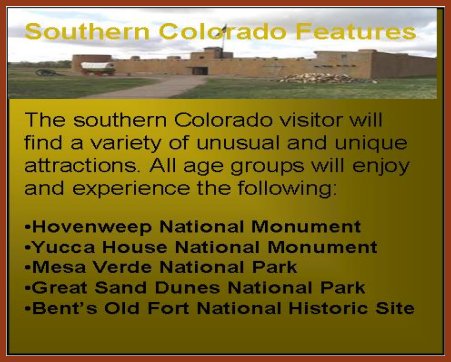 Southern Colorado Features
The southern Colorado visitor will
find a variety of unusual and unique
attractions. All age groups will enjoy
and experience the following:
•Hovenweep National Monument
•Yucca House National Monument
•Mesa Verde National Park
•Great Sand Dunes National Park
•Bent's Old Fort National Historic Site